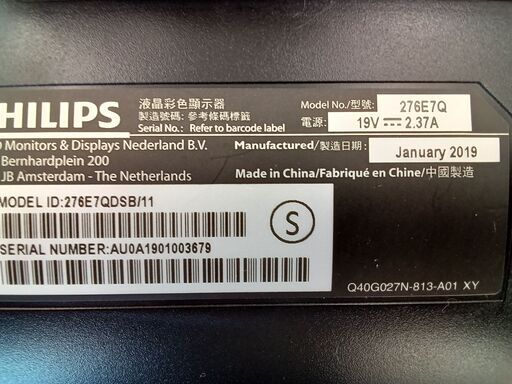 HILIPS
液晶彩色顯示器
製造號碼: 參考條碼標籤
Serial No.: Refer to barcode label
Model No./型號: 276E7Q
電源: 19V ⎓ 2.37A
Monitors & Displays Nederland B.V.
Bernhardplein 200
JB Amsterdam - The Netherlands
Manufactured/製造日期: January 2019
Made in China/Fabriqué en Chine/中國製造
MODEL ID:276E7QDSB/11
S
SERIAL NUMBER:AU0A1901003679
Q40G027N-813-A01 XY